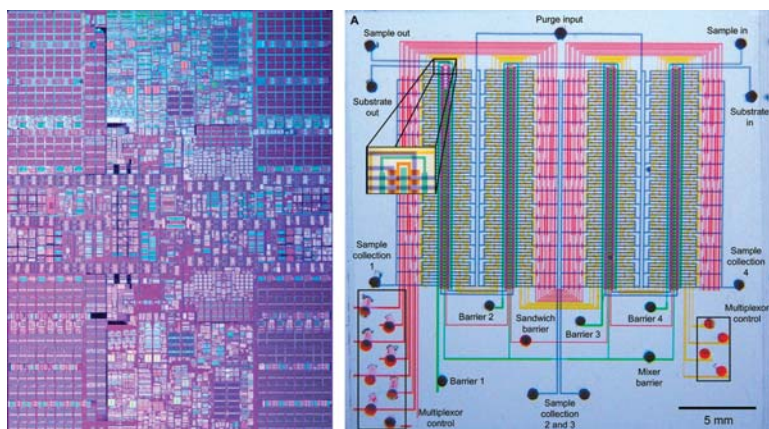 A
Sample out
Purge input
Sample in
Substrate
out
Substrate
in
Sample
collection
1
Sample
collection
4
Barrier 2
Sandwich
barrier
Barrier 3
Barrier 4
Multiplexor
control
Barrier 1
Mixer
barrier
Multiplexor
control
Sample
collection
2 and 3
5 mm